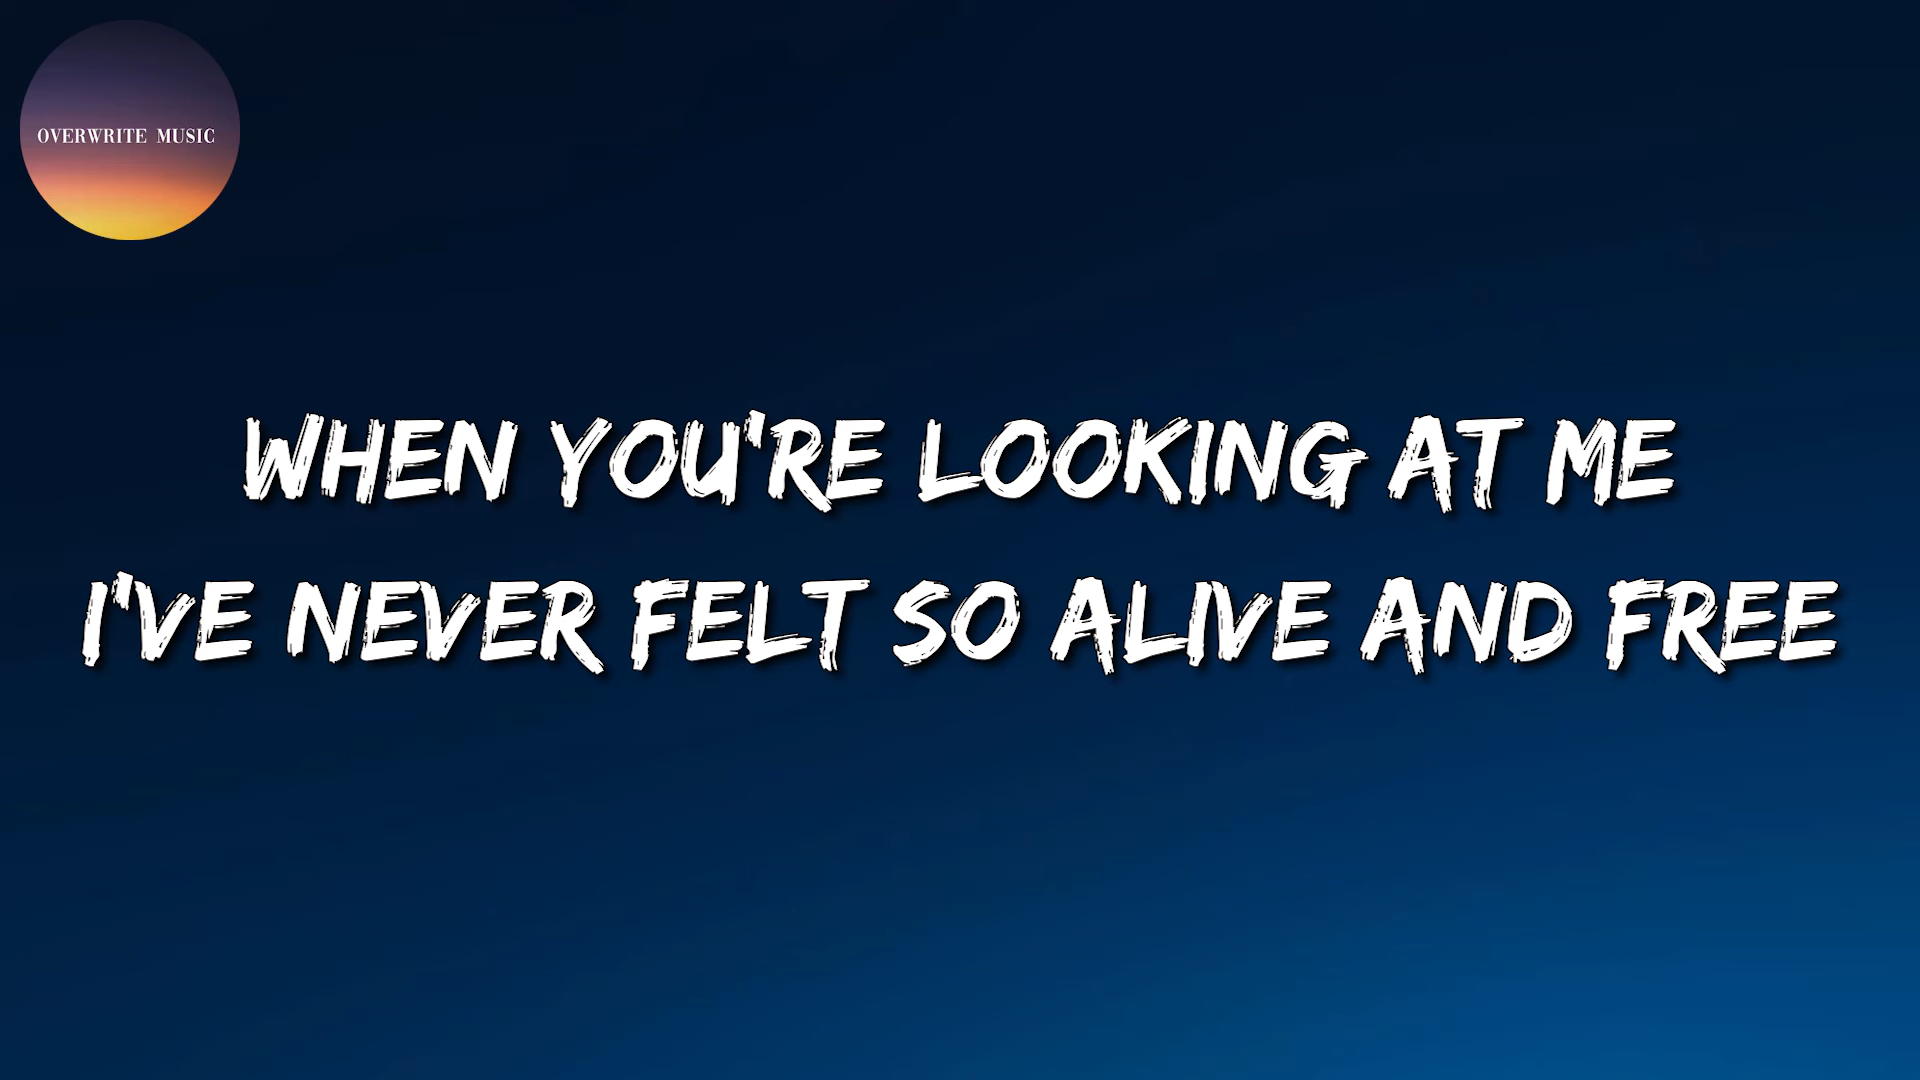 OVERWRITE MUSIC
WHEN YOU'RE LOOKING AT ME
I'VE NEVER FELT SO ALIVE AND FREE